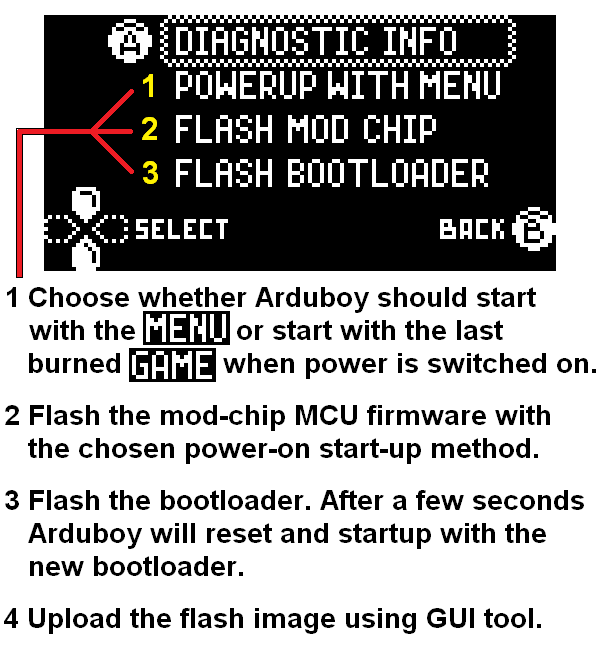 A DIAGNOSTIC INFO
1 POWERUP WITH MENU
2 FLASH MOD CHIP
3 FLASH BOOTLOADER
SELECT BACK B
1 Choose whether Arduboy should start
with the MENU or start with the last
burned GAME when power is switched on.
2 Flash the mod-chip MCU firmware with
the chosen power-on start-up method.
3 Flash the bootloader. After a few seconds
Arduboy will reset and startup with the
new bootloader.
4 Upload the flash image using GUI tool.